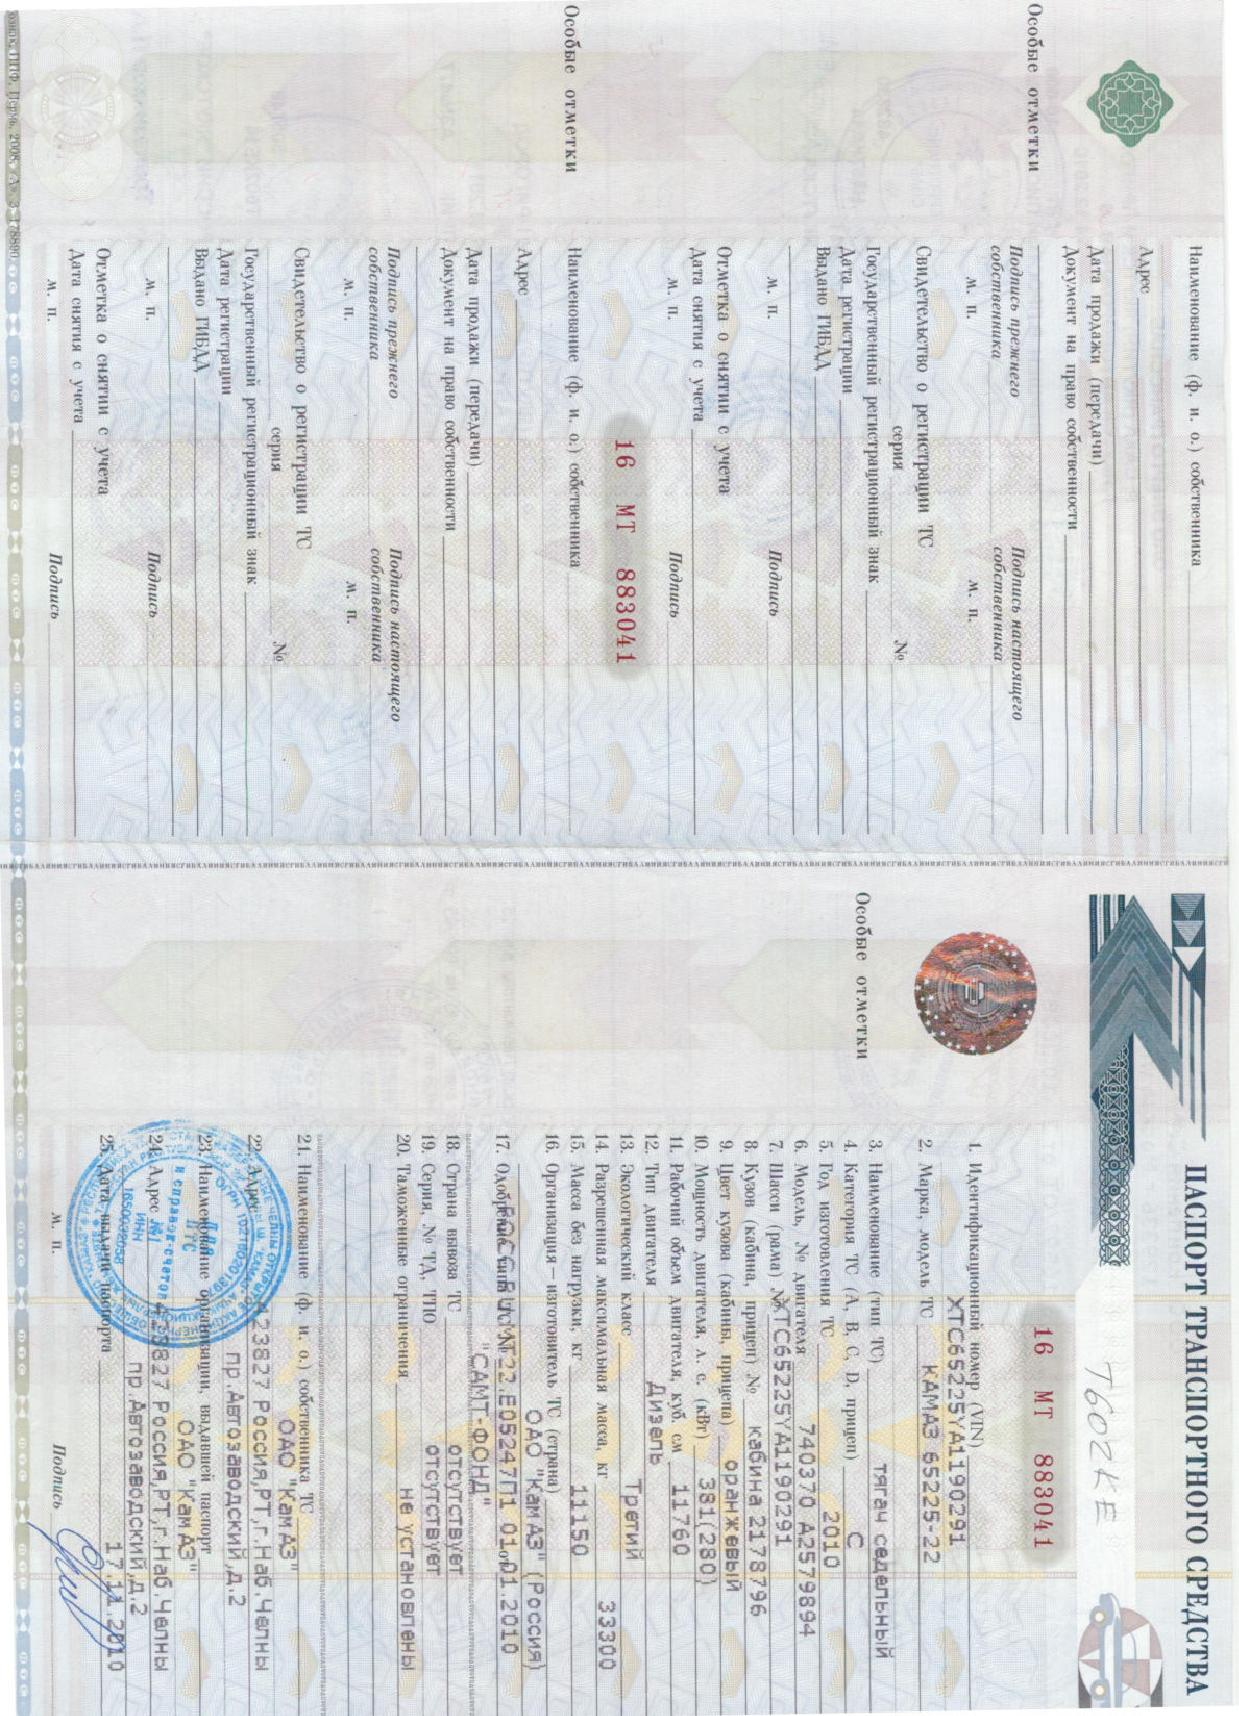 ПАСПОРТ ТРАНСПОРТНОГО СРЕДСТВА
T602KE
16 МТ 883041
1. Идентификационный номер (VIN) XTC65225YA1190291
2. Марка, модель ТС КАМАЗ 65225-22
3. Наименование (тип ТС) тягач седельный
4. Категория ТС (A, B, C, D, прицеп) C
5. Год изготовления ТС 2010
6. Модель, № двигателя 740370 A2579894
7. Шасси (рама) № XTC65225YA1190291
8. Кузов (кабина, прицеп) № кабина 2178796
9. Цвет кузова (кабины, прицепа) оранжевый
10. Мощность двигателя, л. с. (кВт) 381(280)
11. Рабочий объем двигателя, куб. см 11760
12. Тип двигателя Дизель
13. Экологический класс Третий
14. Разрешенная максимальная масса, кг 33300
15. Масса без нагрузки, кг 11150
16. Организация – изготовитель ТС (страна) ОАО "КамАЗ" (Россия)
17. Одобрение типа ТС № РОСС RU.МТ22.Е05247П1 01.01.2010
"САМТ-ФОНД"
18. Страна вывоза ТС отсутствует
19. Серия, № ТД, ТПО отсутствует
20. Таможенные ограничения не установлены
21. Наименование (ф. и. о.) собственника ТС
ОАО "КамАЗ"
22. Адрес 423827 Россия,РТ,г.Наб.Челны
пр.Автозаводский,д.2
23. Наименование организации, выдавшей паспорт
ОАО "КамАЗ"
24. Адрес 423827 Россия,РТ,г.Наб.Челны
пр.Автозаводский,д.2
25. Дата выдачи паспорта 17.11.2010
М. П. Подпись
Для
ПТС
и справок-счетов
№1
ИНН
1650032058
Особые отметки
Наименование (ф. и. о.) собственника
Адрес
Дата продажи (передачи)
Документ на право собственности
Подпись прежнего собственника
Подпись настоящего собственника
М. П. М. П.
Свидетельство о регистрации ТС
серия №
Государственный регистрационный знак
Дата регистрации
Выдано ГИБДД
М. П. Подпись
Отметка о снятии с учета
Дата снятия с учета
М. П. Подпись
Особые отметки
16 МТ 883041
Наименование (ф. и. о.) собственника
Адрес
Дата продажи (передачи)
Документ на право собственности
Подпись прежнего собственника
Подпись настоящего собственника
М. П. М. П.
Свидетельство о регистрации ТС
серия №
Государственный регистрационный знак
Дата регистрации
Выдано ГИБДД
М. П. Подпись
Отметка о снятии с учета
Дата снятия с учета
М. П. Подпись
Особые отметки